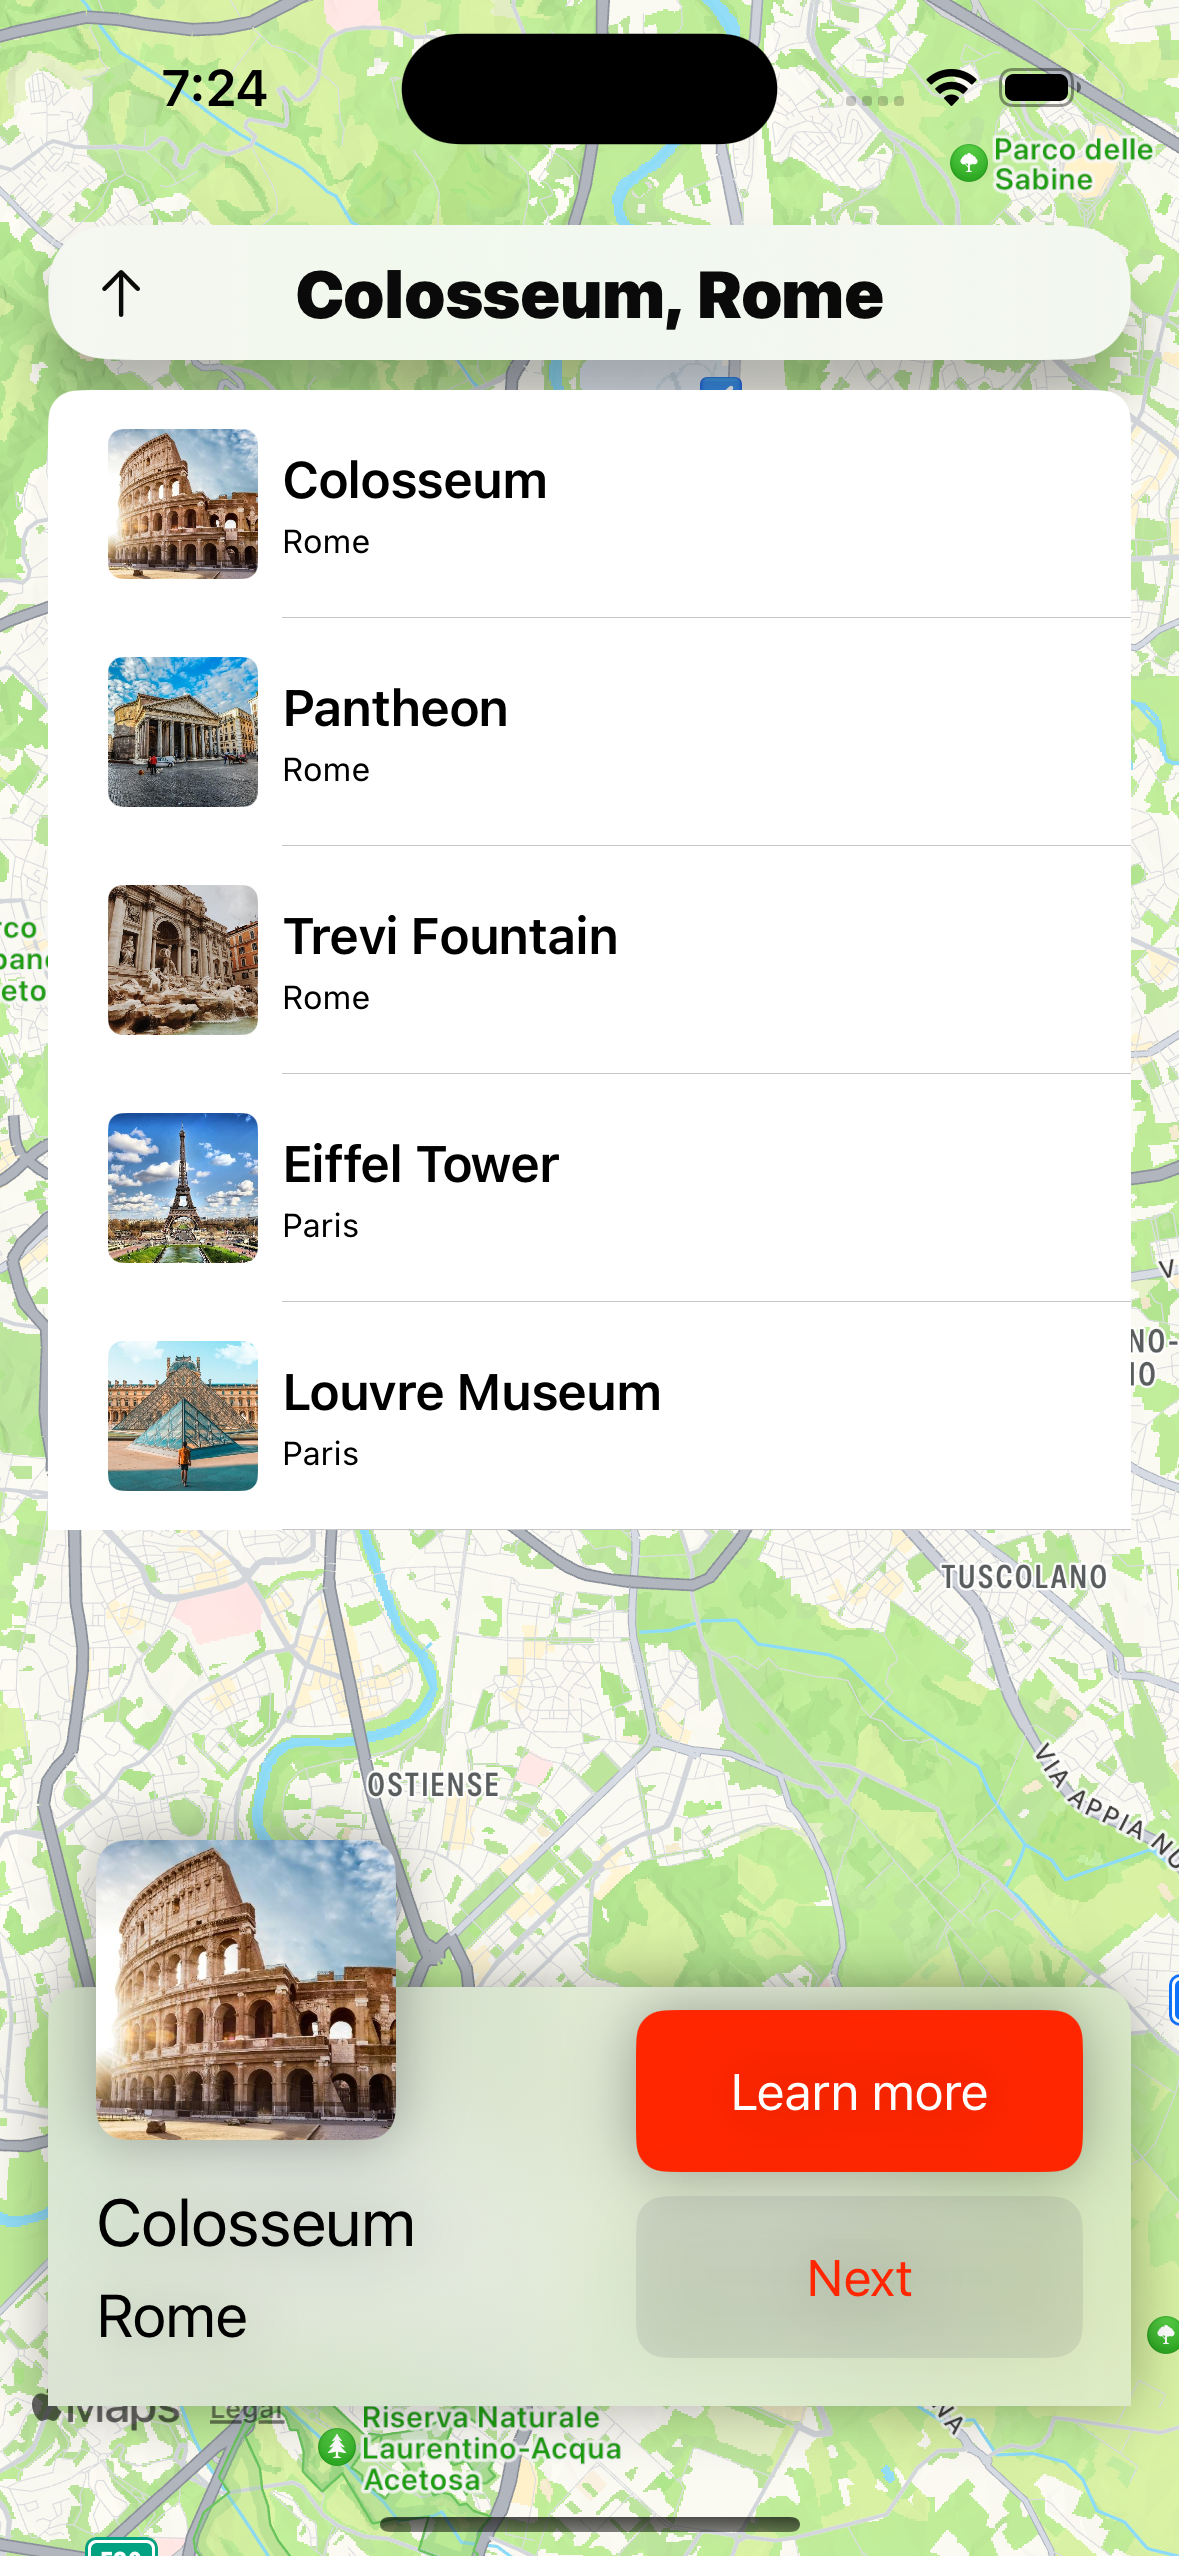 7:24
Parco delle
Sabine
Colosseum, Rome
Colosseum
Rome
Pantheon
Rome
Trevi Fountain
Rome
Eiffel Tower
Paris
Louvre Museum
Paris
TUSCOLANO
OSTIENSE
VIA APPIA NU
Learn more
Colosseum
Next
Rome
Maps Legal
Riserva Naturale
Laurentino-Acqua
Acetosa